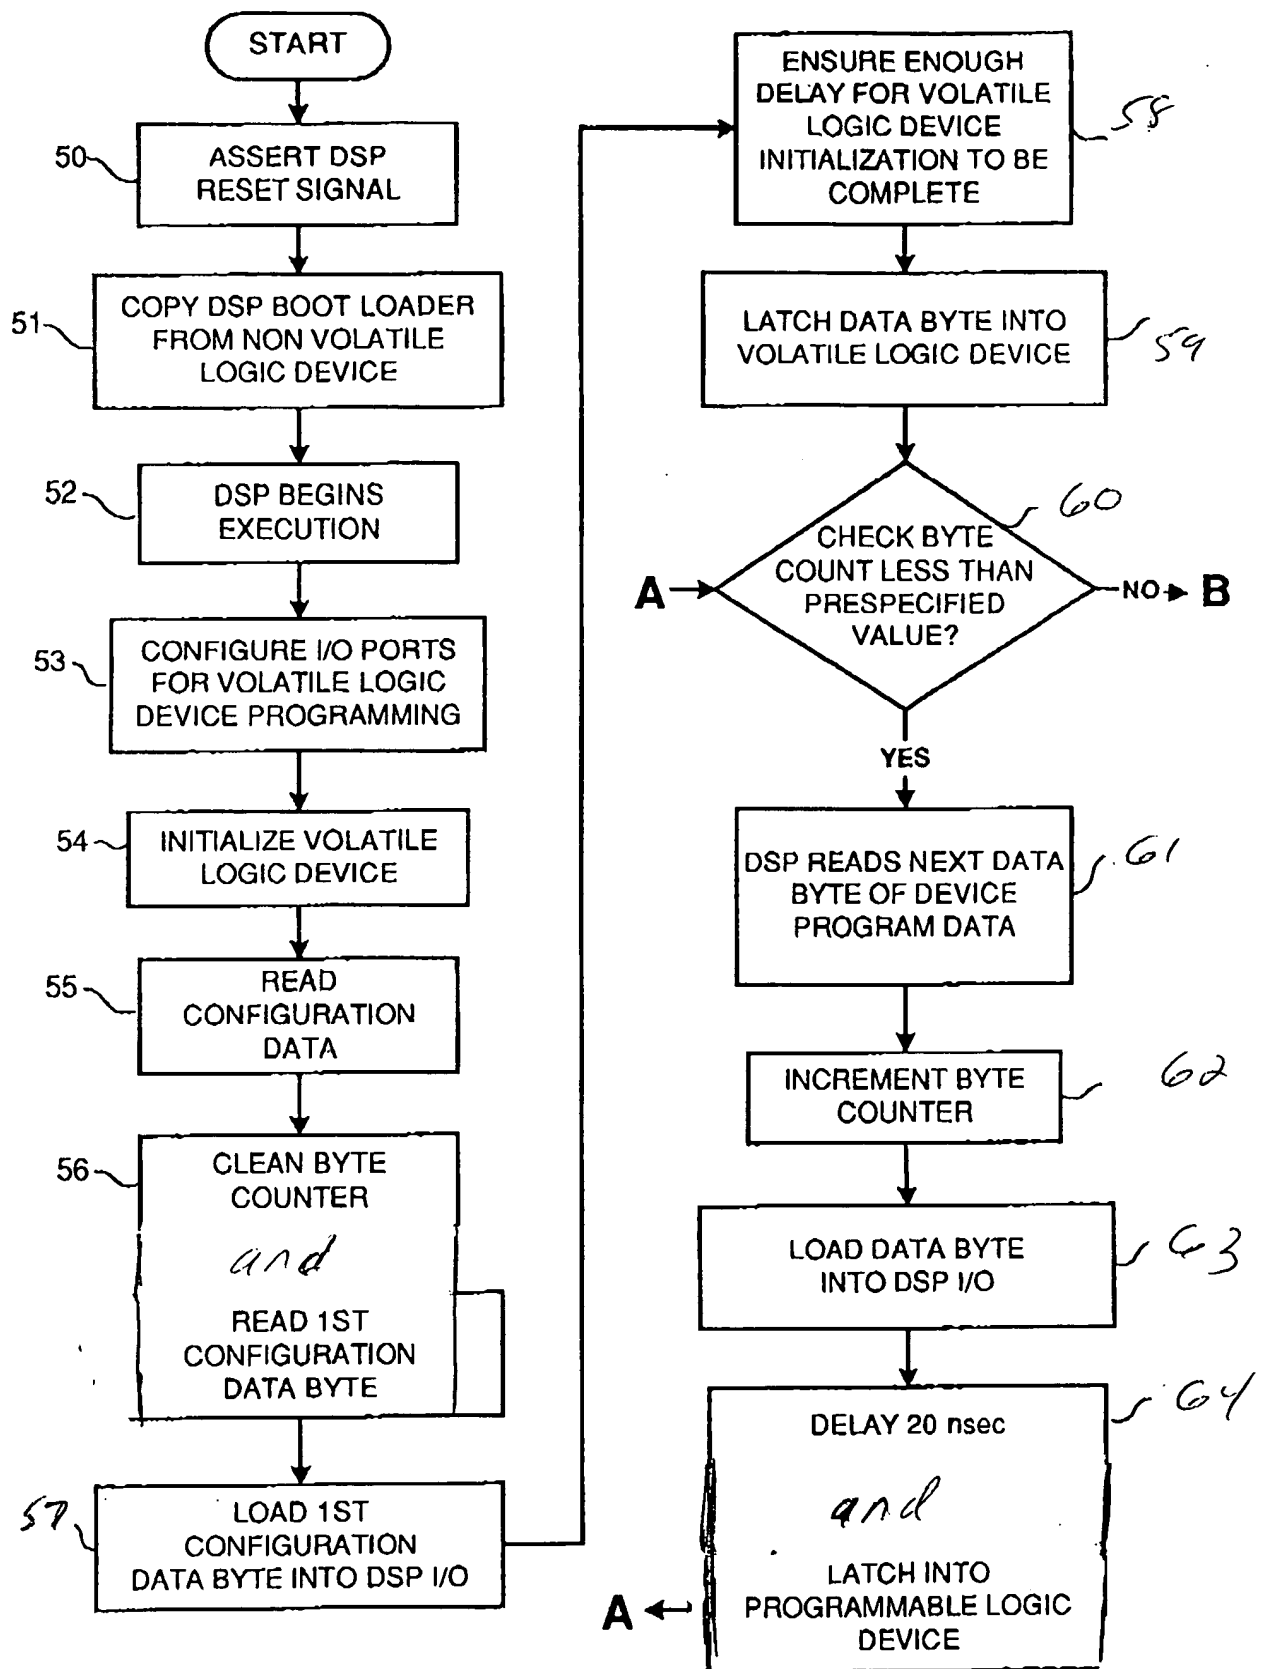 START
50
ASSERT DSP
RESET SIGNAL
51
COPY DSP BOOT LOADER
FROM NON VOLATILE
LOGIC DEVICE
52
DSP BEGINS
EXECUTION
53
CONFIGURE I/O PORTS
FOR VOLATILE LOGIC
DEVICE PROGRAMMING
54
INITIALIZE VOLATILE
LOGIC DEVICE
55
READ
CONFIGURATION
DATA
56
CLEAN BYTE
COUNTER
and
READ 1ST
CONFIGURATION
DATA BYTE
57
LOAD 1ST
CONFIGURATION
DATA BYTE INTO DSP I/O
ENSURE ENOUGH
DELAY FOR VOLATILE
LOGIC DEVICE
INITIALIZATION TO BE
COMPLETE
58
LATCH DATA BYTE INTO
VOLATILE LOGIC DEVICE
59
60
CHECK BYTE
COUNT LESS THAN
PRESPECIFIED
VALUE?
A
NO
B
YES
DSP READS NEXT DATA
BYTE OF DEVICE
PROGRAM DATA
61
INCREMENT BYTE
COUNTER
62
LOAD DATA BYTE
INTO DSP I/O
63
DELAY 20 nsec
and
LATCH INTO
PROGRAMMABLE LOGIC
DEVICE
64
A